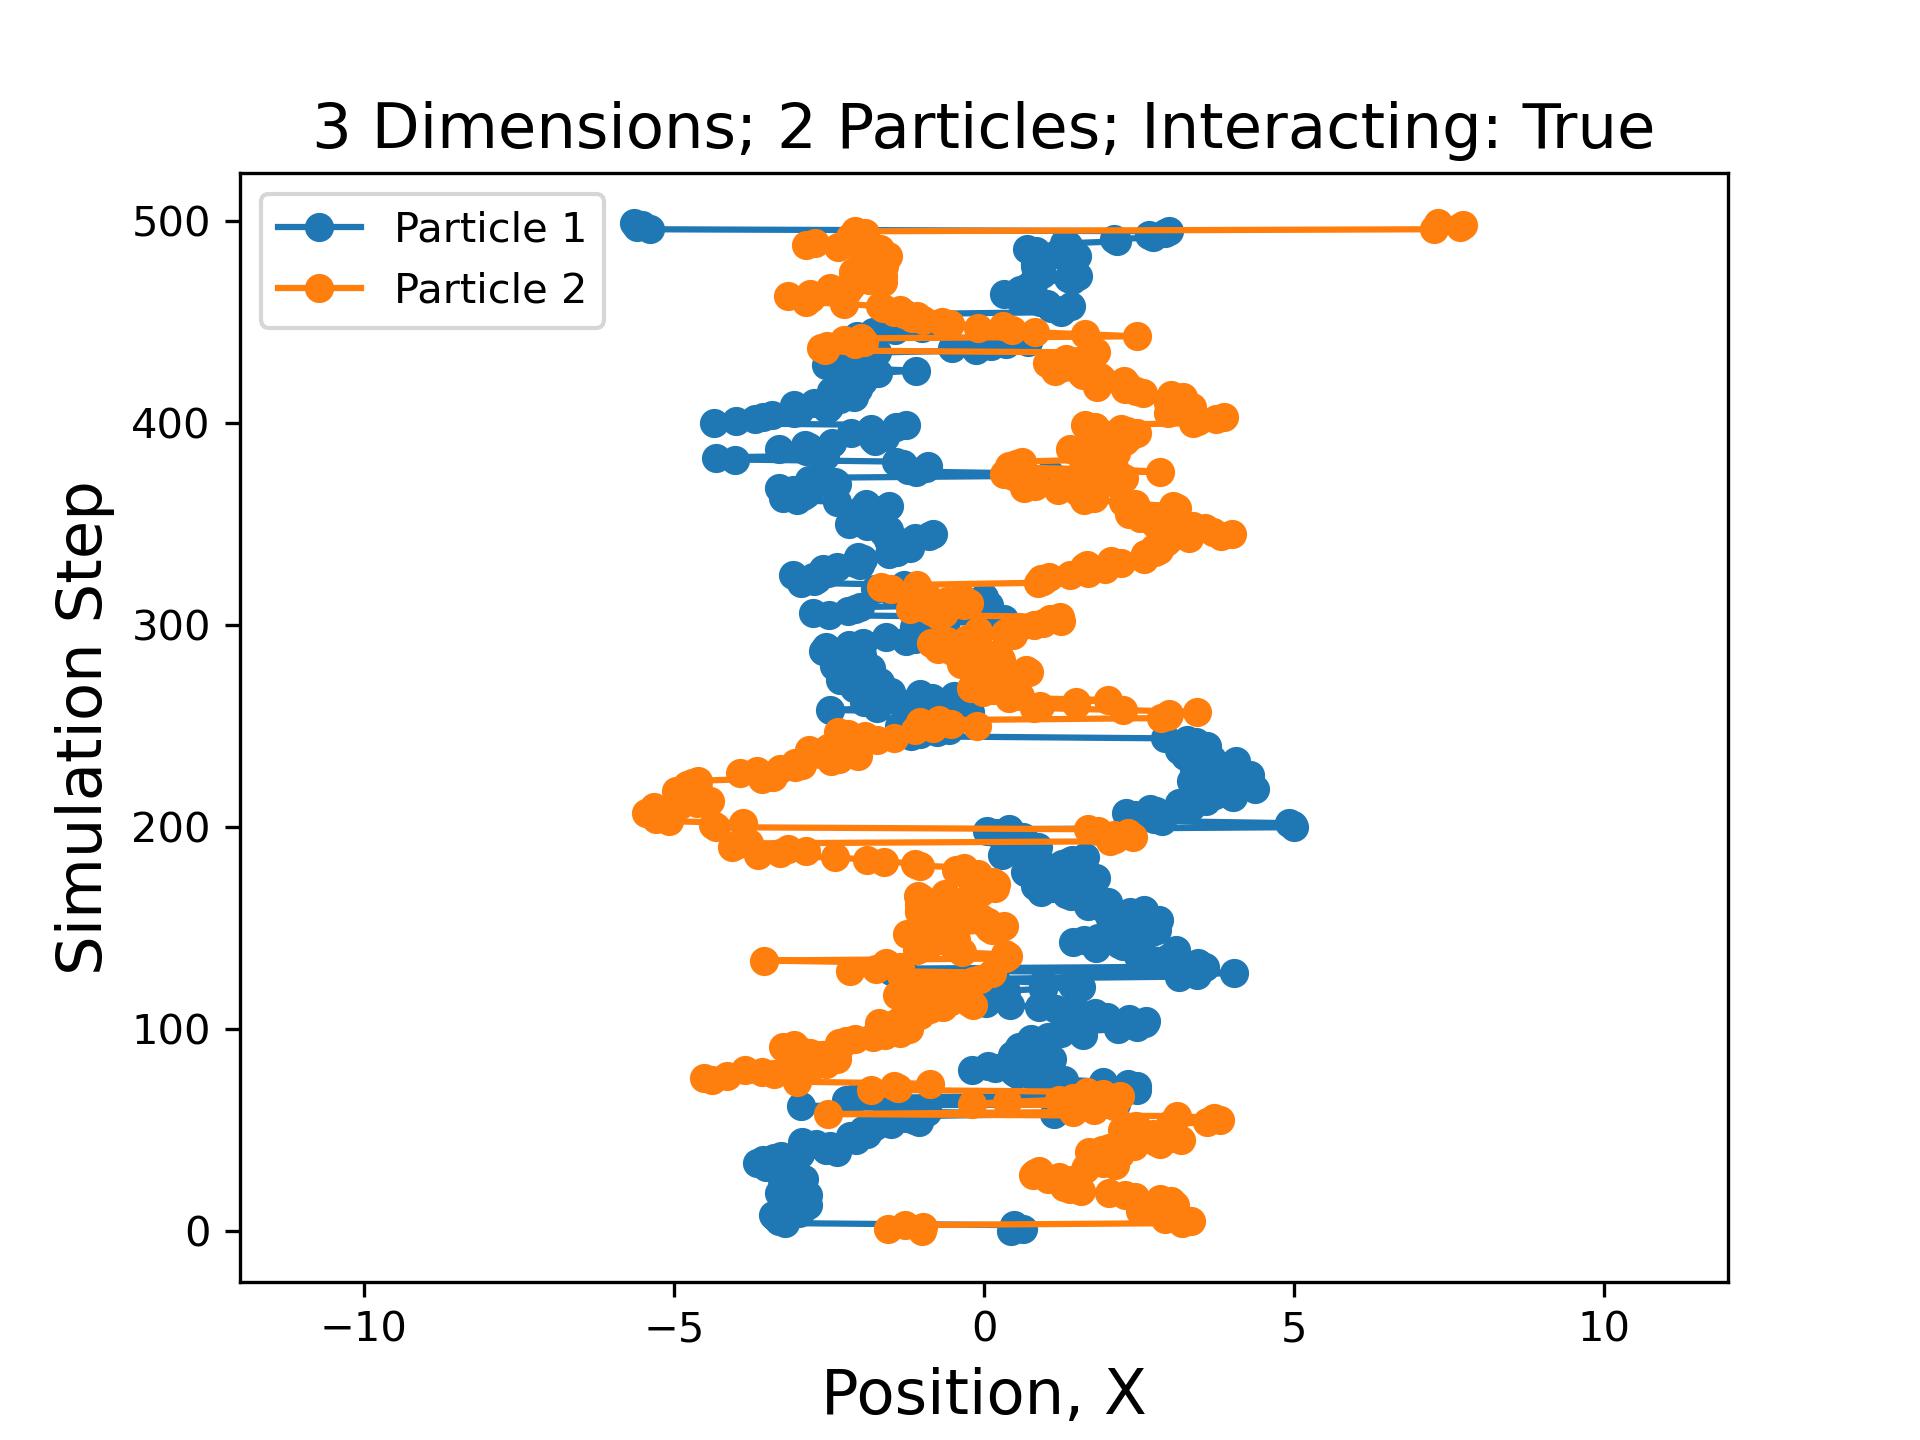 3 Dimensions; 2 Particles; Interacting: True
Particle 1
Particle 2
500
400
300
200
100
0
Simulation Step
−10
−5
0
5
10
Position, X